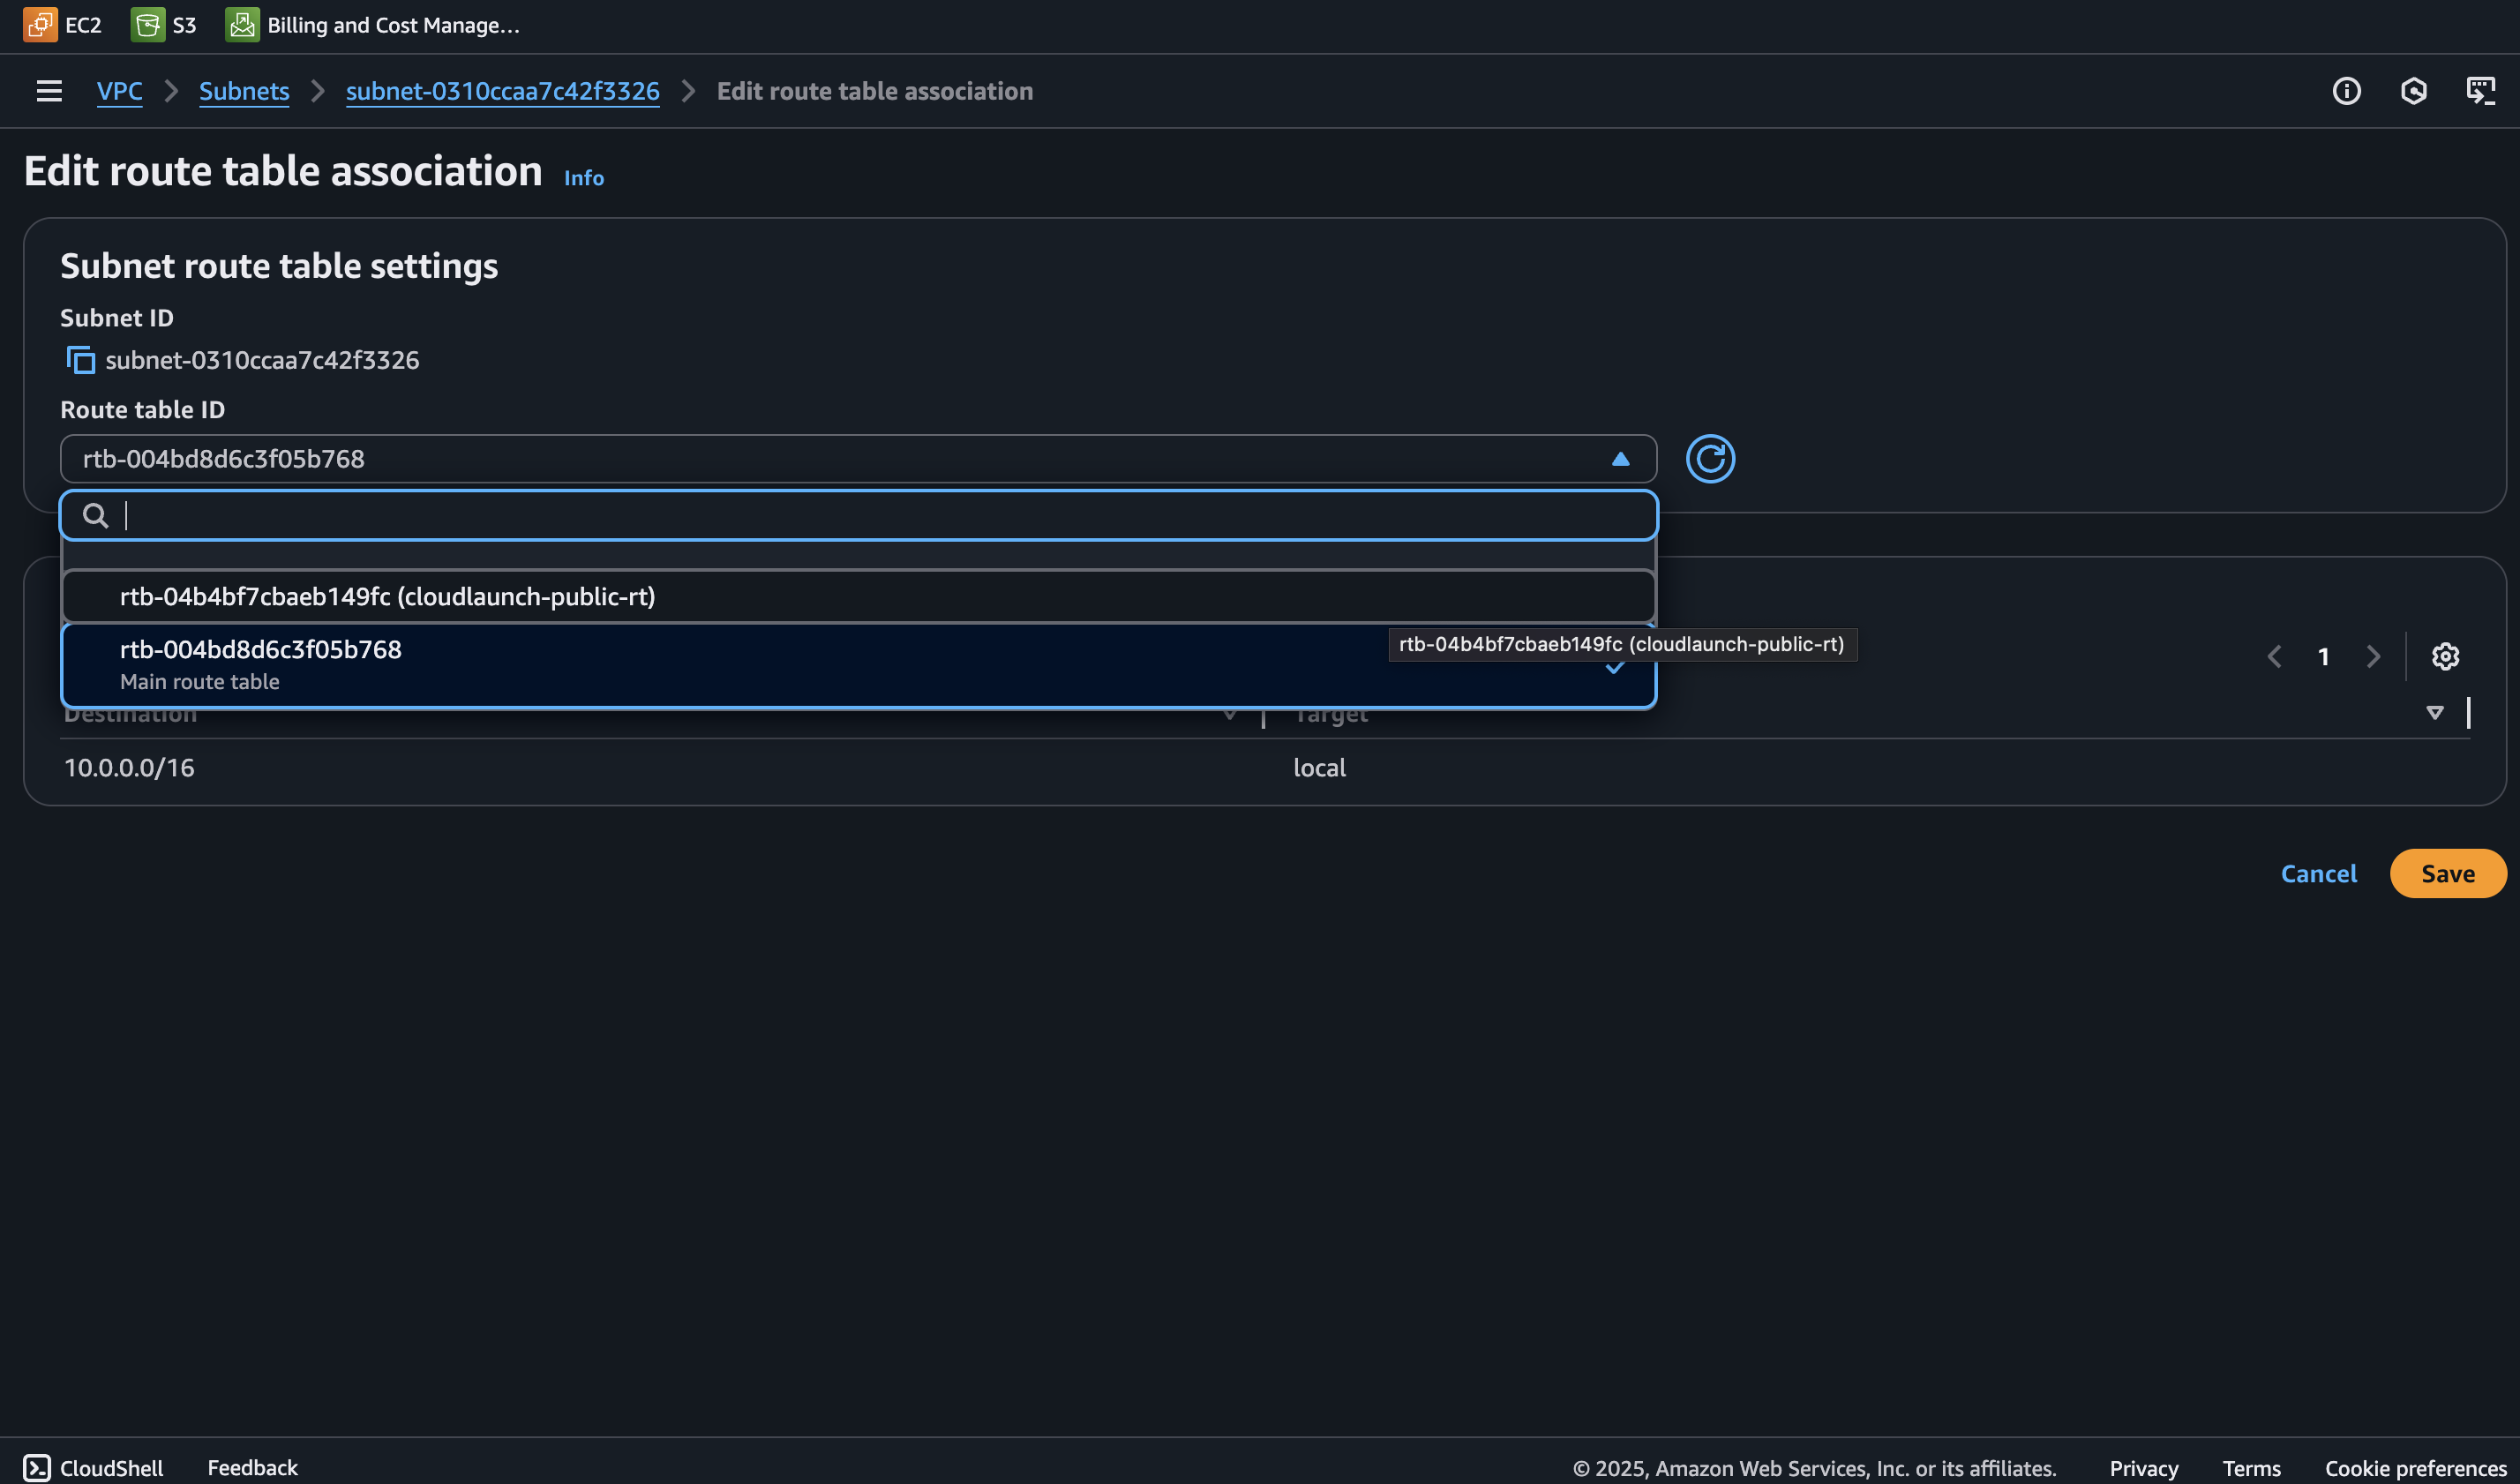 EC2 S3 Billing and Cost Manage...
VPC Subnets subnet-0310ccaa7c42f3326 Edit route table association
Edit route table association Info
Subnet route table settings
Subnet ID
subnet-0310ccaa7c42f3326
Route table ID
rtb-004bd8d6c3f05b768
rtb-04b4bf7cbaeb149fc (cloudlaunch-public-rt)
rtb-004bd8d6c3f05b768
rtb-04b4bf7cbaeb149fc (cloudlaunch-public-rt)
1
Main route table
Destination Target
10.0.0.0/16 local
Cancel Save
CloudShell Feedback © 2025, Amazon Web Services, Inc. or its affiliates. Privacy Terms Cookie preferences